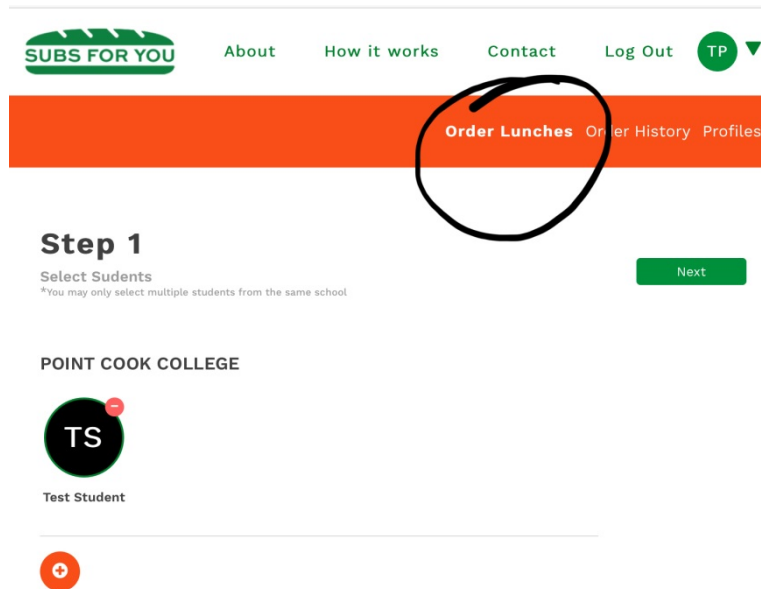 SUBS FOR YOU
About How it works Contact Log Out TP
Order Lunches Order History Profiles
Step 1
Select Sudents
*You may only select multiple students from the same school
Next
POINT COOK COLLEGE
TS
Test Student